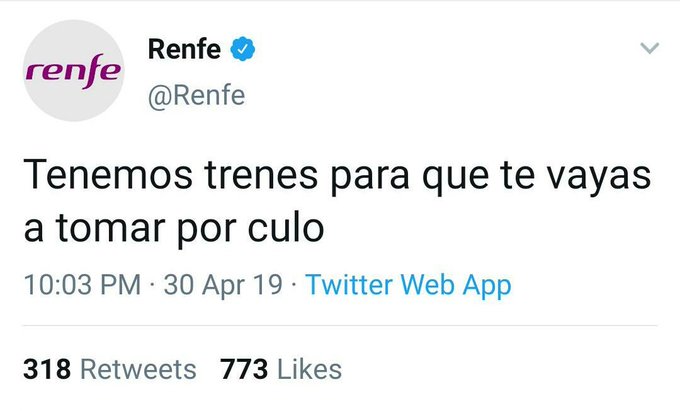 renfe
Renfe
@Renfe
Tenemos trenes para que te vayas
a tomar por culo
10:03 PM · 30 Apr 19 · Twitter Web App
318 Retweets 773 Likes